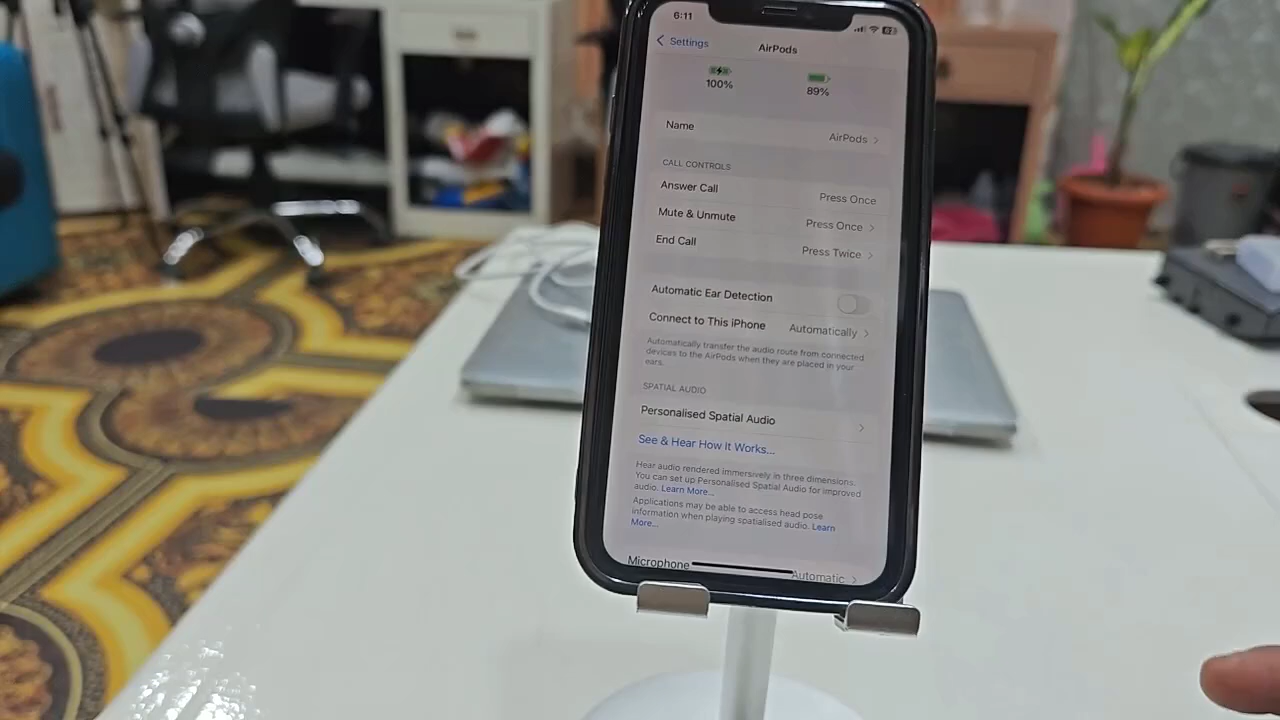 6:11
Settings
AirPods
100%
89%
Name AirPods
CALL CONTROLS
Answer Call Press Once
Mute & Unmute Press Once
End Call Press Twice
Automatic Ear Detection
Connect to This iPhone Automatically
Automatically transfer the audio route from connected
devices to the AirPods when they are placed in your
ears.
SPATIAL AUDIO
Personalised Spatial Audio
See & Hear How It Works...
Hear audio rendered immersively in three dimensions.
You can set up Personalised Spatial Audio for improved
audio. Learn More...
Applications may be able to access head pose
information when playing spatialised audio. Learn
More...
Microphone Automatic